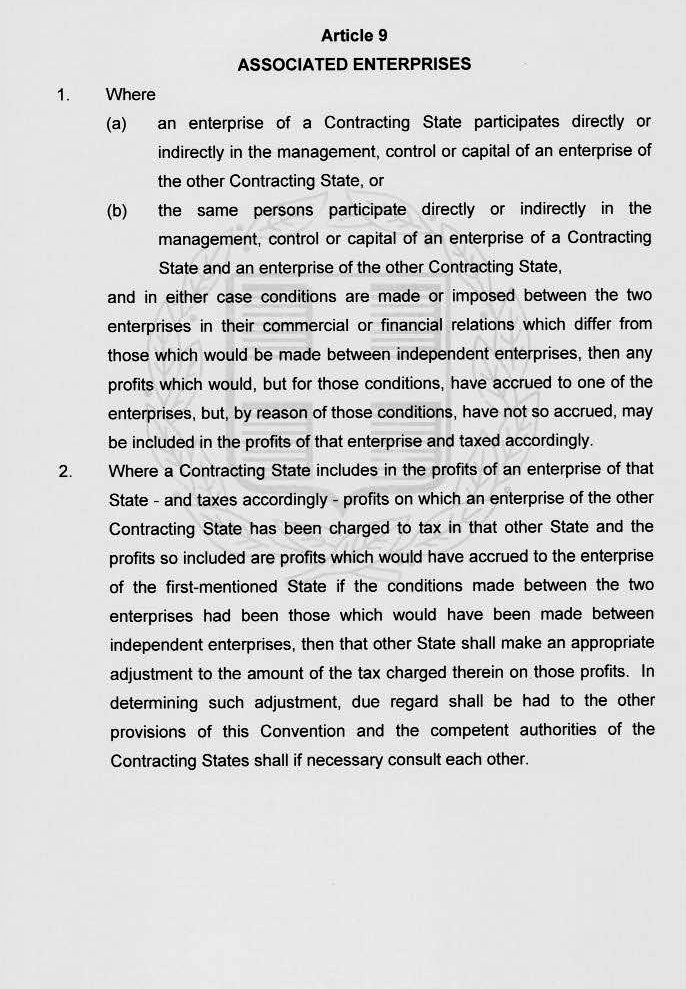 Article 9
ASSOCIATED ENTERPRISES
1. Where
(a) an enterprise of a Contracting State participates directly or
indirectly in the management, control or capital of an enterprise of
the other Contracting State, or
(b) the same persons participate directly or indirectly in the
management, control or capital of an enterprise of a Contracting
State and an enterprise of the other Contracting State,
and in either case conditions are made or imposed between the two
enterprises in their commercial or financial relations which differ from
those which would be made between independent enterprises, then any
profits which would, but for those conditions, have accrued to one of the
enterprises, but, by reason of those conditions, have not so accrued, may
be included in the profits of that enterprise and taxed accordingly.
2. Where a Contracting State includes in the profits of an enterprise of that
State - and taxes accordingly - profits on which an enterprise of the other
Contracting State has been charged to tax in that other State and the
profits so included are profits which would have accrued to the enterprise
of the first-mentioned State if the conditions made between the two
enterprises had been those which would have been made between
independent enterprises, then that other State shall make an appropriate
adjustment to the amount of the tax charged therein on those profits. In
determining such adjustment, due regard shall be had to the other
provisions of this Convention and the competent authorities of the
Contracting States shall if necessary consult each other.